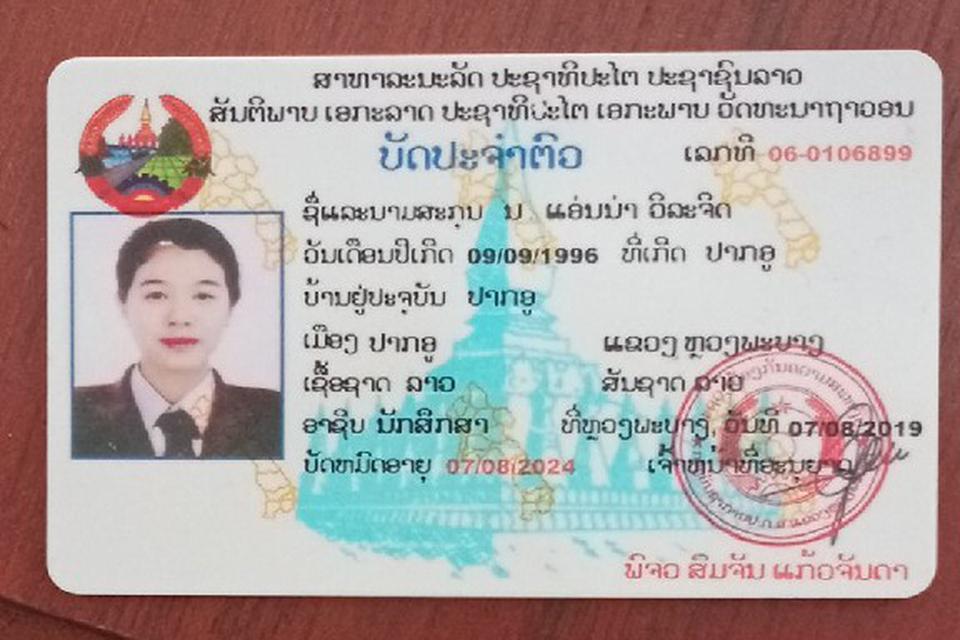 ສາທາລະນະລັດ ປະຊາທິປະໄຕ ປະຊາຊົນລາວ
ສັນຕິພາບ ເອກະລາດ ປະຊາທິປະໄຕ ເອກະພາບ ວັດທະນາຖາວອນ
ບັດປະຈຳຕົວ
ເລກທີ 06-0106899
ຊື່ແລະນາມສະກຸນ ນ. ແອ່ນນ່າ ວິລະຈິດ
ວັນເດືອນປີເກີດ 09/09/1996 ທີ່ເກີດ ປາກອູ
ບ້ານຢູ່ປະຈຸບັນ ປາກອູ
ເມືອງ ປາກອູ ແຂວງ ຫຼວງພະບາງ
ເຊື້ອຊາດ ລາວ ສັນຊາດ ລາວ
ອາຊີບ ນັກສຶກສາ ທີ່ຫຼວງພະບາງ, ວັນທີ 07/08/2019
ບັດຫມົດອາຍຸ 07/08/2024 ເຈົ້າຫນ້າທີ່ອະນຸຍາດ
ພິຈວ ສົມຈັນ ແກ້ວຈັນດາ